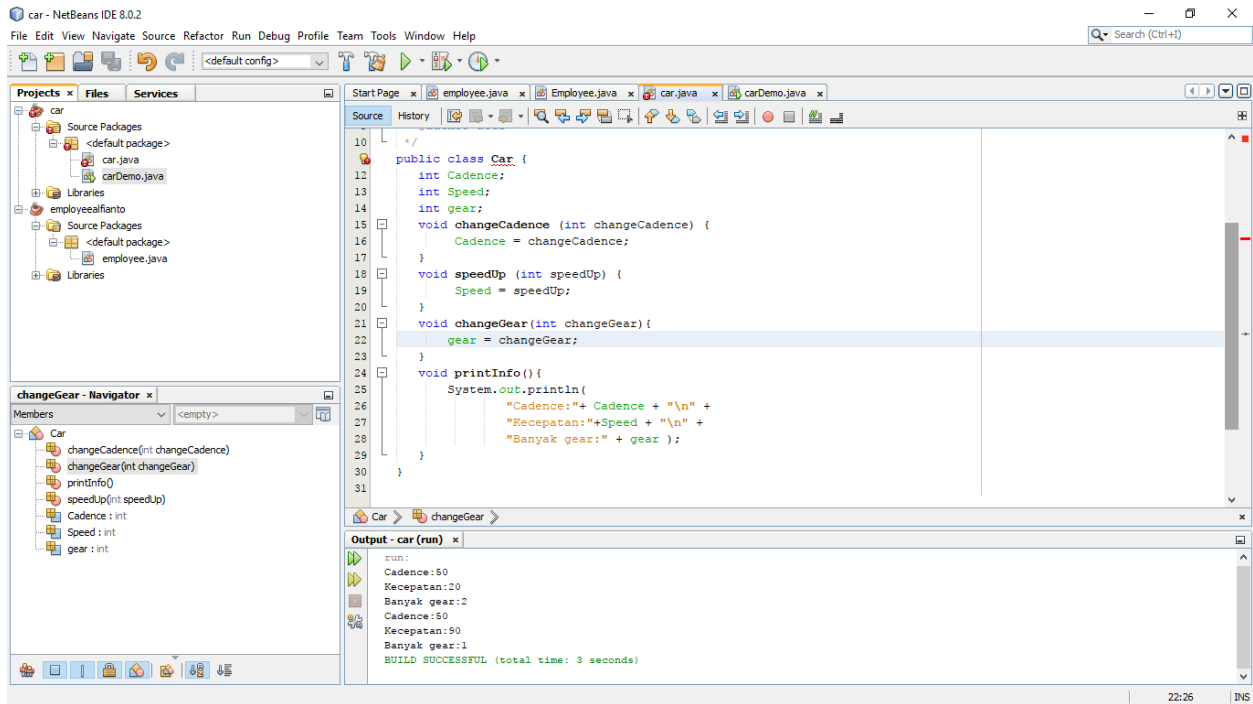 car - NetBeans IDE 8.0.2
File Edit View Navigate Source Refactor Run Debug Profile Team Tools Window Help
Search (Ctrl+I)
<default config>
Projects Files Services
car
Source Packages
<default package>
car.java
carDemo.java
Libraries
employeealfianto
Source Packages
<default package>
employee.java
Libraries
changeGear - Navigator
Members <empty>
Car
changeCadence(int changeCadence)
changeGear(int changeGear)
printInfo()
speedUp(int speedUp)
Cadence : int
Speed : int
gear : int
Start Page employee.java Employee.java car.java carDemo.java
Source History
10 */
public class Car {
12 int Cadence;
13 int Speed;
14 int gear;
15 void changeCadence (int changeCadence) {
16 Cadence = changeCadence;
17 }
18 void speedUp (int speedUp) {
19 Speed = speedUp;
20 }
21 void changeGear(int changeGear){
22 gear = changeGear;
23 }
24 void printInfo(){
25 System.out.println(
26 "Cadence:"+ Cadence + "\n" +
27 "Kecepatan:"+Speed + "\n" +
28 "Banyak gear:" + gear );
29 }
30 }
31
Car changeGear
Output - car (run)
run:
Cadence:50
Kecepatan:20
Banyak gear:2
Cadence:50
Kecepatan:90
Banyak gear:1
BUILD SUCCESSFUL (total time: 3 seconds)
22:26 INS